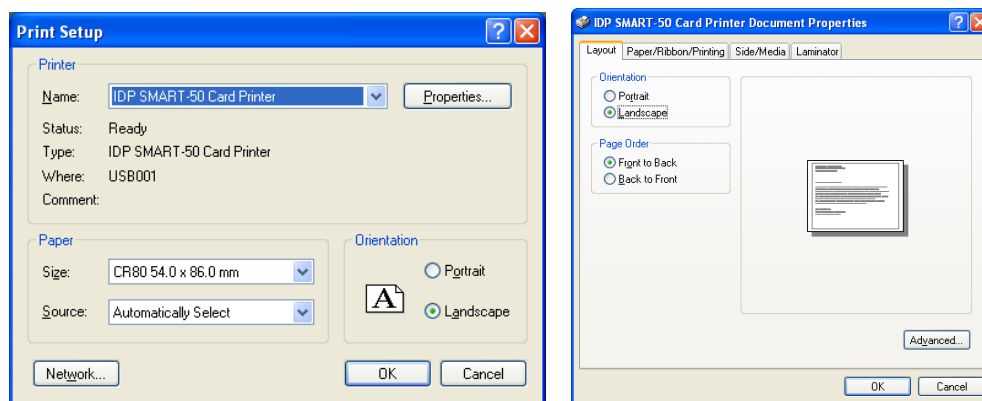 Print Setup
Printer
Name: IDP SMART-50 Card Printer Properties...
Status: Ready
Type: IDP SMART-50 Card Printer
Where: USB001
Comment:
Paper
Size: CR80 54.0 x 86.0 mm
Source: Automatically Select
Orientation
A
Portrait
Landscape
Network... OK Cancel
IDP SMART-50 Card Printer Document Properties
Layout Paper/Ribbon/Printing Side/Media Laminator
Orientation
Portrait
Landscape
Page Order
Front to Back
Back to Front
Advanced...
OK Cancel